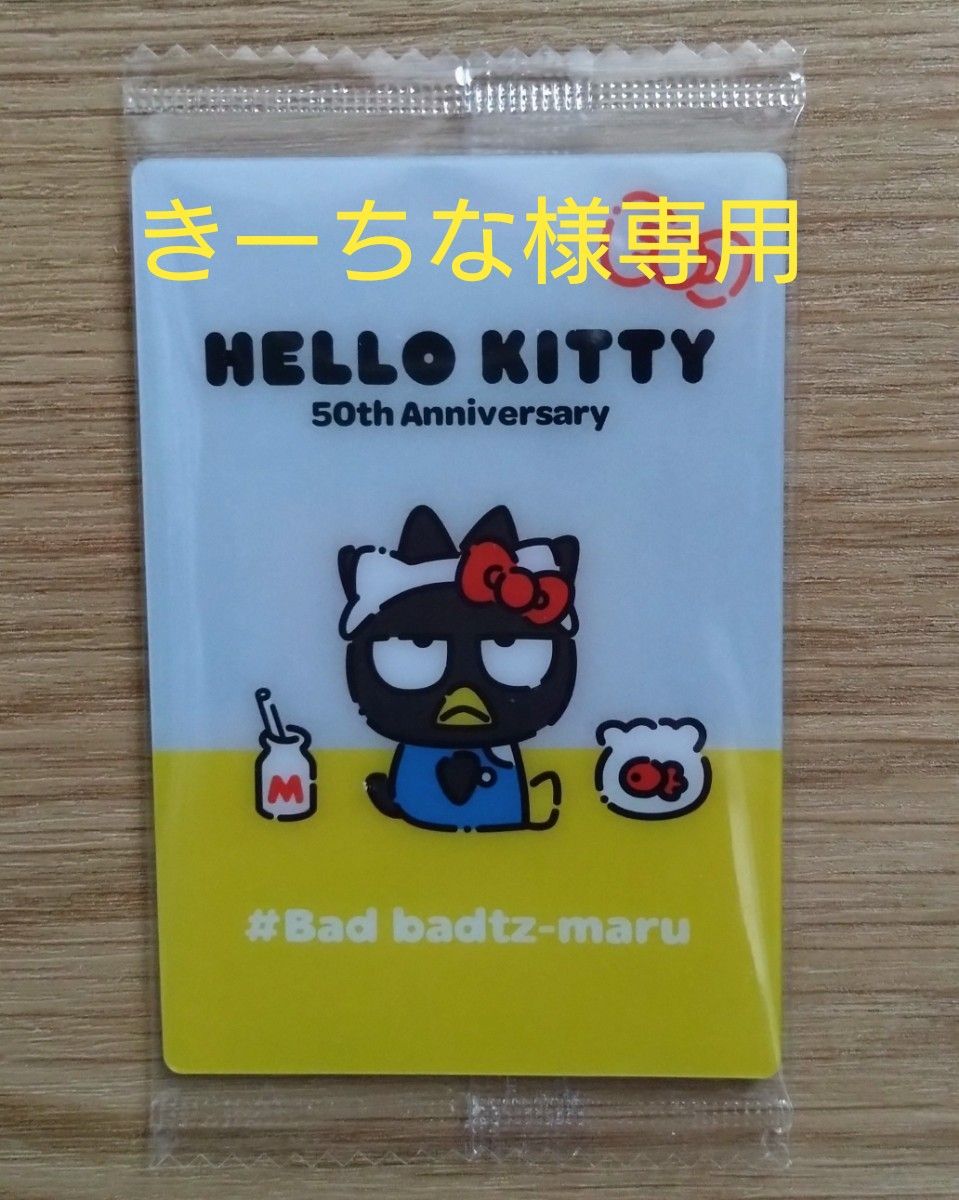 きーちな様専用
HELLO KITTY
50th Anniversary
M
#Bad badtz-maru